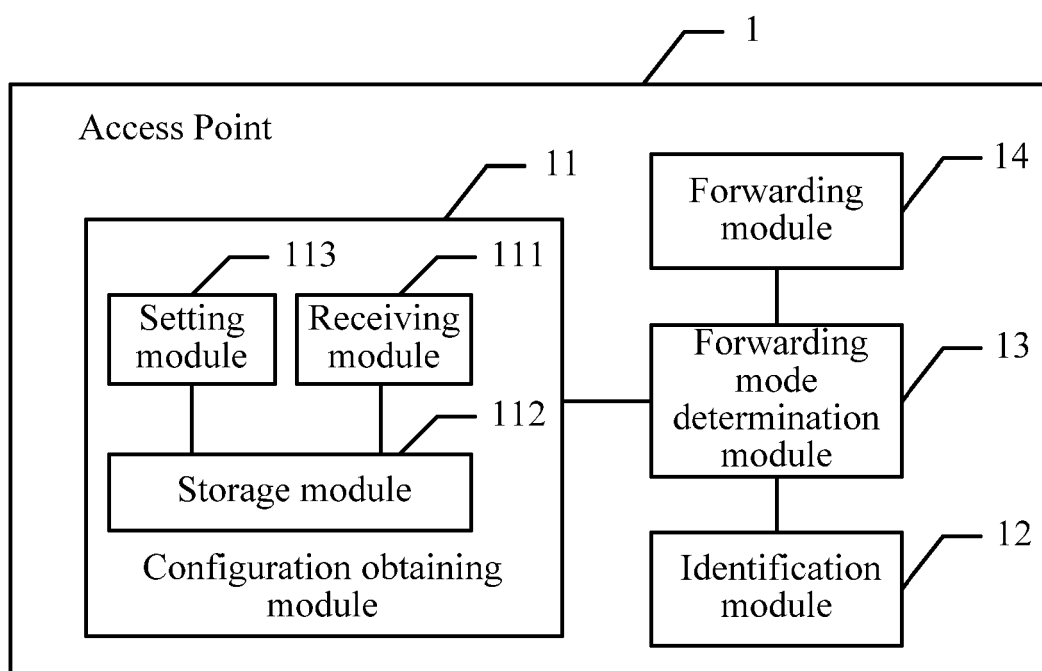 1
Access Point
11
14
Forwarding
module
113
111
Setting
module
Receiving
module
Forwarding
mode
determination
module
13
112
Storage module
Configuration obtaining
module
Identification
module
12